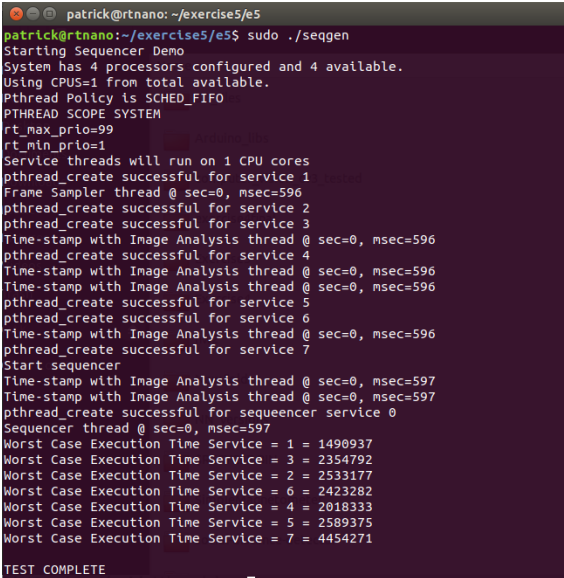 patrick@rtnano: ~/exercise5/e5
patrick@rtnano:~/exercise5/e5$ sudo ./seqgen
Starting Sequencer Demo
System has 4 processors configured and 4 available.
Using CPUS=1 from total available.
Pthread Policy is SCHED_FIFO
PTHREAD SCOPE SYSTEM
rt_max_prio=99
rt_min_prio=1
Service threads will run on 1 CPU cores
pthread_create successful for service 1
Frame Sampler thread @ sec=0, msec=596
pthread_create successful for service 2
pthread_create successful for service 3
Time-stamp with Image Analysis thread @ sec=0, msec=596
pthread_create successful for service 4
Time-stamp with Image Analysis thread @ sec=0, msec=596
Time-stamp with Image Analysis thread @ sec=0, msec=596
pthread_create successful for service 5
pthread_create successful for service 6
Time-stamp with Image Analysis thread @ sec=0, msec=596
pthread_create successful for service 7
Start sequencer
Time-stamp with Image Analysis thread @ sec=0, msec=597
Time-stamp with Image Analysis thread @ sec=0, msec=597
pthread_create successful for sequeencer service 0
Sequencer thread @ sec=0, msec=597
Worst Case Execution Time Service = 1 = 1490937
Worst Case Execution Time Service = 3 = 2354792
Worst Case Execution Time Service = 2 = 2533177
Worst Case Execution Time Service = 6 = 2423282
Worst Case Execution Time Service = 4 = 2018333
Worst Case Execution Time Service = 5 = 2589375
Worst Case Execution Time Service = 7 = 4454271
TEST COMPLETE